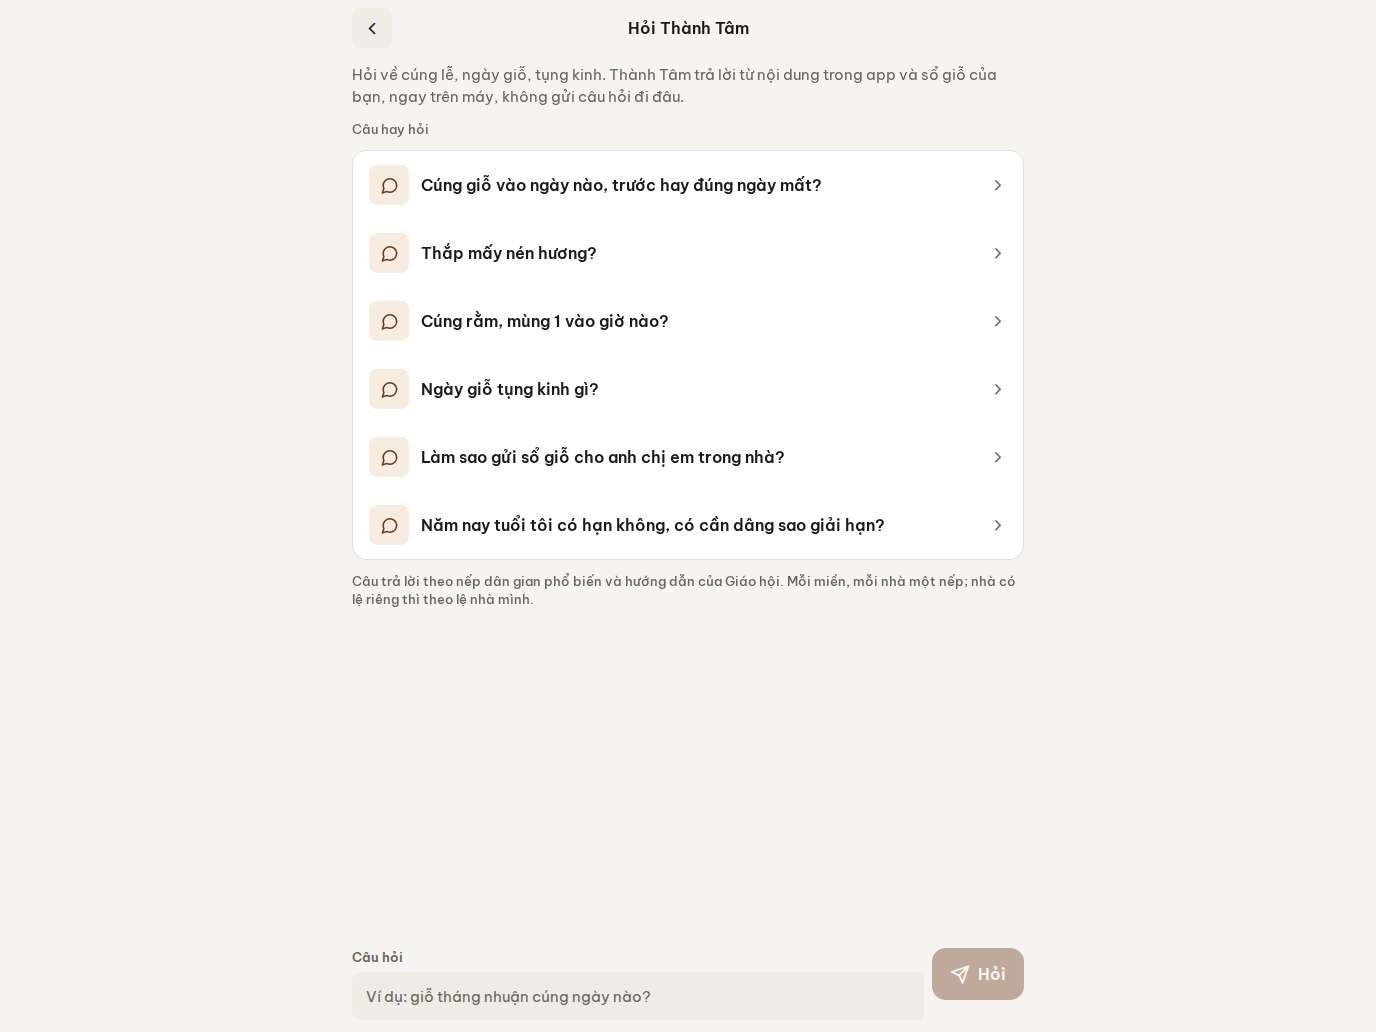 Hỏi Thành Tâm
Hỏi về cúng lễ, ngày giỗ, tụng kinh. Thành Tâm trả lời từ nội dung trong app và sổ giỗ của
bạn, ngay trên máy, không gửi câu hỏi đi đâu.
Câu hay hỏi
Cúng giỗ vào ngày nào, trước hay đúng ngày mất?
Thắp mấy nén hương?
Cúng rằm, mùng 1 vào giờ nào?
Ngày giỗ tụng kinh gì?
Làm sao gửi sổ giỗ cho anh chị em trong nhà?
Năm nay tuổi tôi có hạn không, có cần dâng sao giải hạn?
Câu trả lời theo nếp dân gian phổ biến và hướng dẫn của Giáo hội. Mỗi miền, mỗi nhà một nếp; nhà có
lệ riêng thì theo lệ nhà mình.
Câu hỏi
Ví dụ: giỗ tháng nhuận cúng ngày nào?
Hỏi